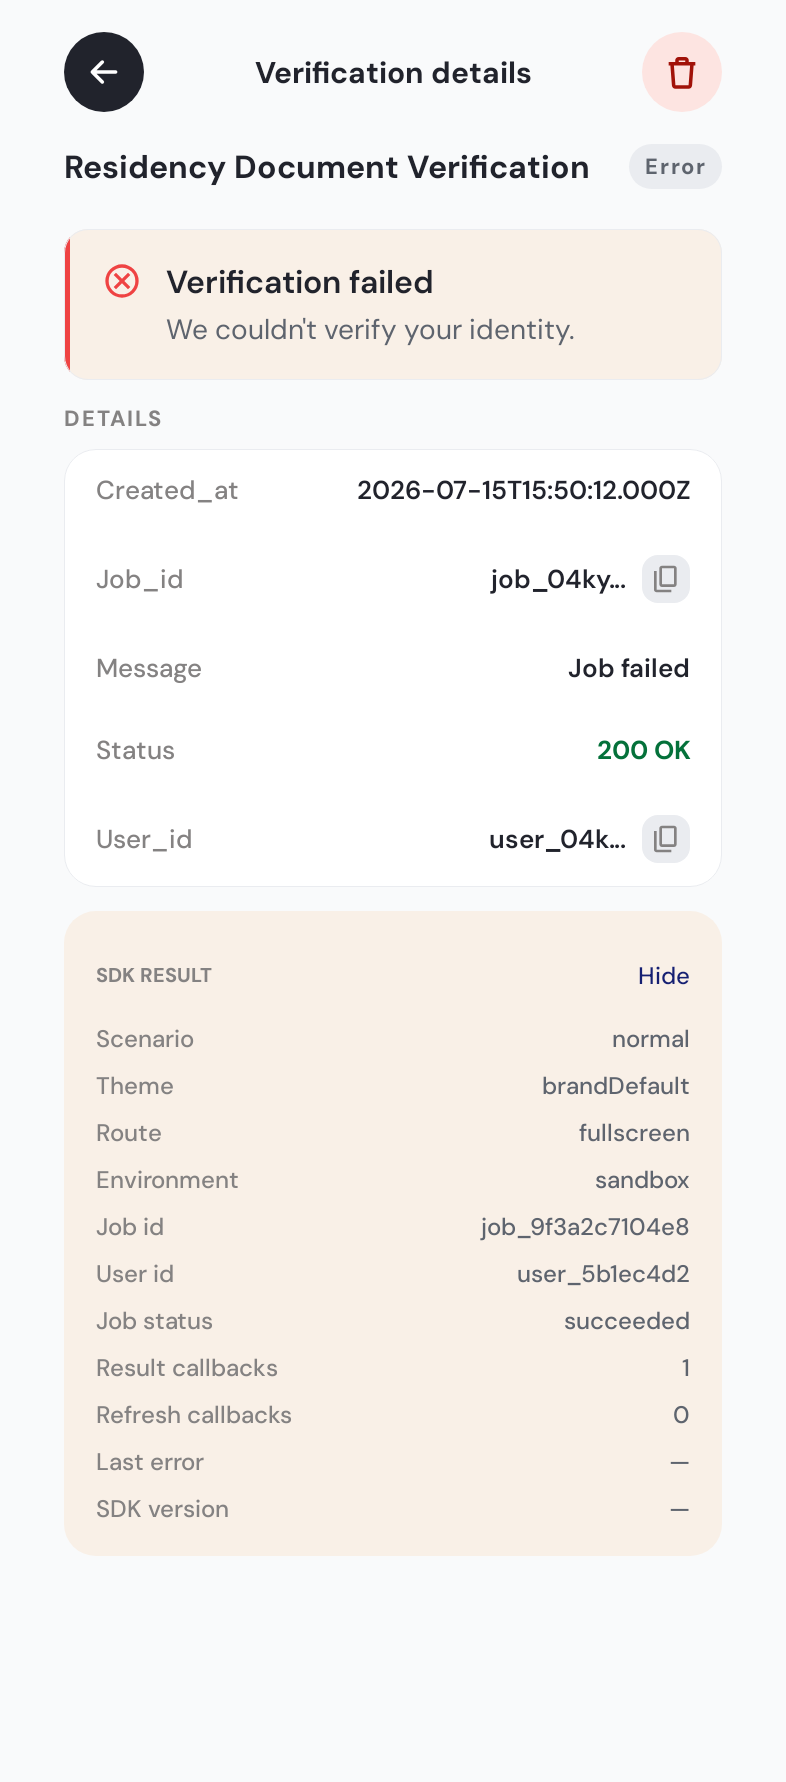 Verification details
Residency Document Verification Error
Verification failed
We couldn't verify your identity.
DETAILS
Created_at 2026-07-15T15:50:12.000Z
Job_id job_04ky...
Message Job failed
Status 200 OK
User_id user_04k...
SDK RESULT Hide
Scenario normal
Theme brandDefault
Route fullscreen
Environment sandbox
Job id job_9f3a2c7104e8
User id user_5b1ec4d2
Job status succeeded
Result callbacks 1
Refresh callbacks 0
Last error —
SDK version —